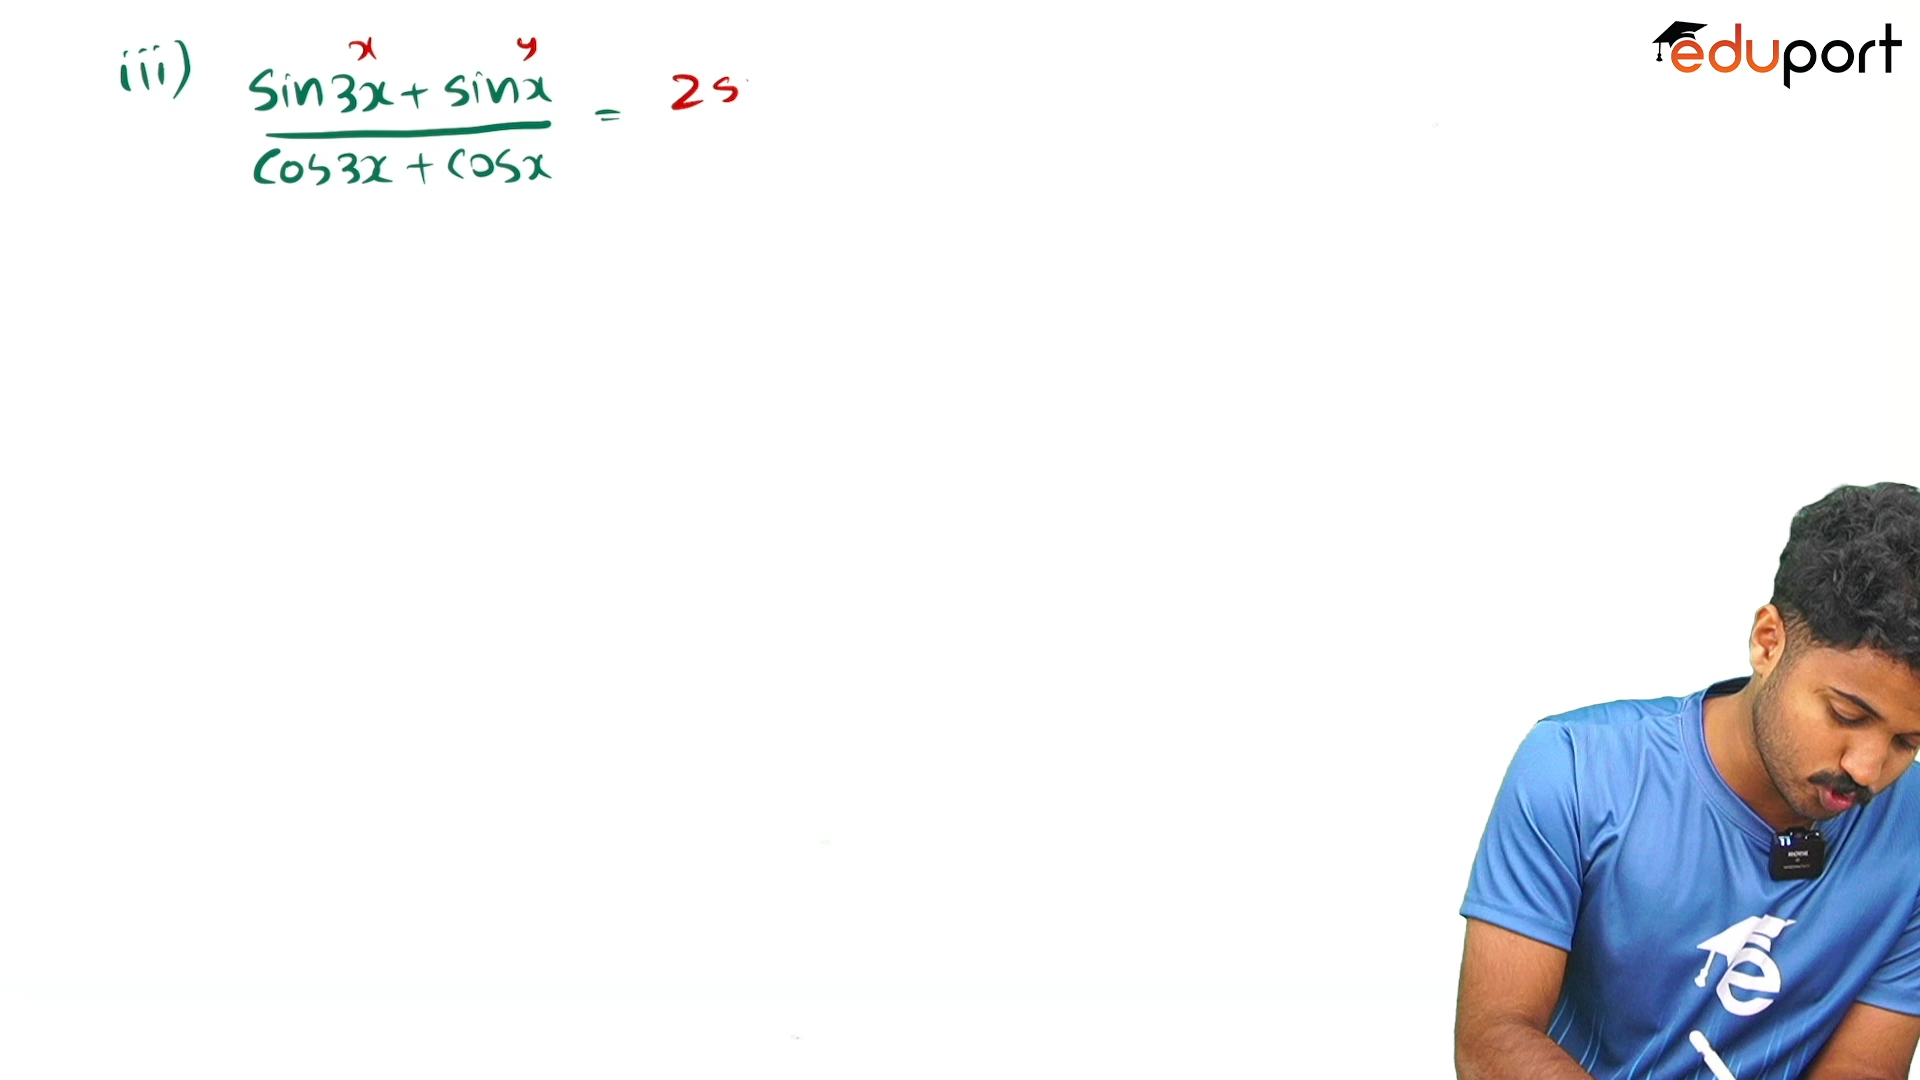 x y
iii) sin3x + sinx = 2s
cos3x + cosx
eduport